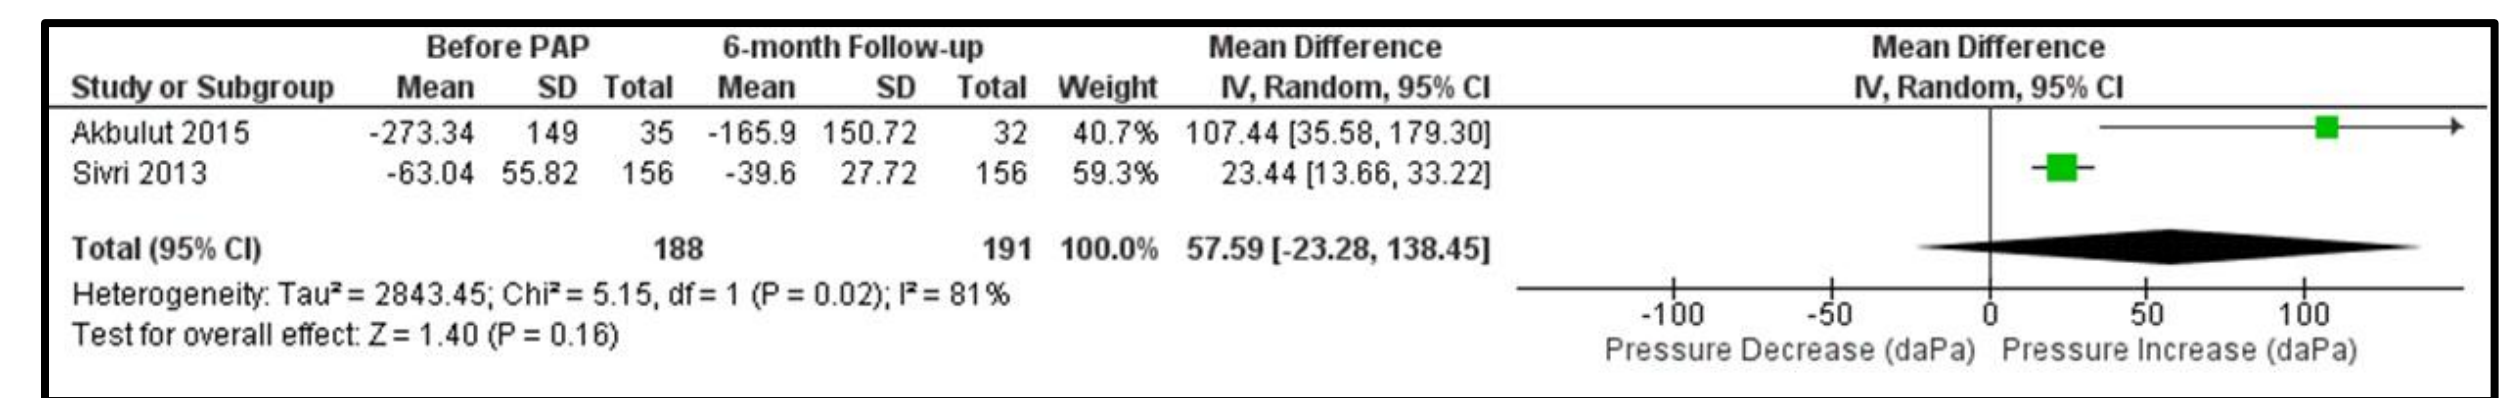 Before PAP 6-month Follow-up Mean Difference Mean Difference
Study or Subgroup Mean SD Total Mean SD Total Weight IV, Random, 95% CI IV, Random, 95% CI
Akbulut 2015 -273.34 149 35 -165.9 150.72 32 40.7% 107.44 [35.58, 179.30]
Sivri 2013 -63.04 55.82 156 -39.6 27.72 156 59.3% 23.44 [13.66, 33.22]
Total (95% CI) 188 191 100.0% 57.59 [-23.28, 138.45]
Heterogeneity: Tau² = 2843.45; Chi² = 5.15, df = 1 (P = 0.02); I² = 81%
Test for overall effect: Z = 1.40 (P = 0.16)
-100 -50 0 50 100
Pressure Decrease (daPa) Pressure Increase (daPa)